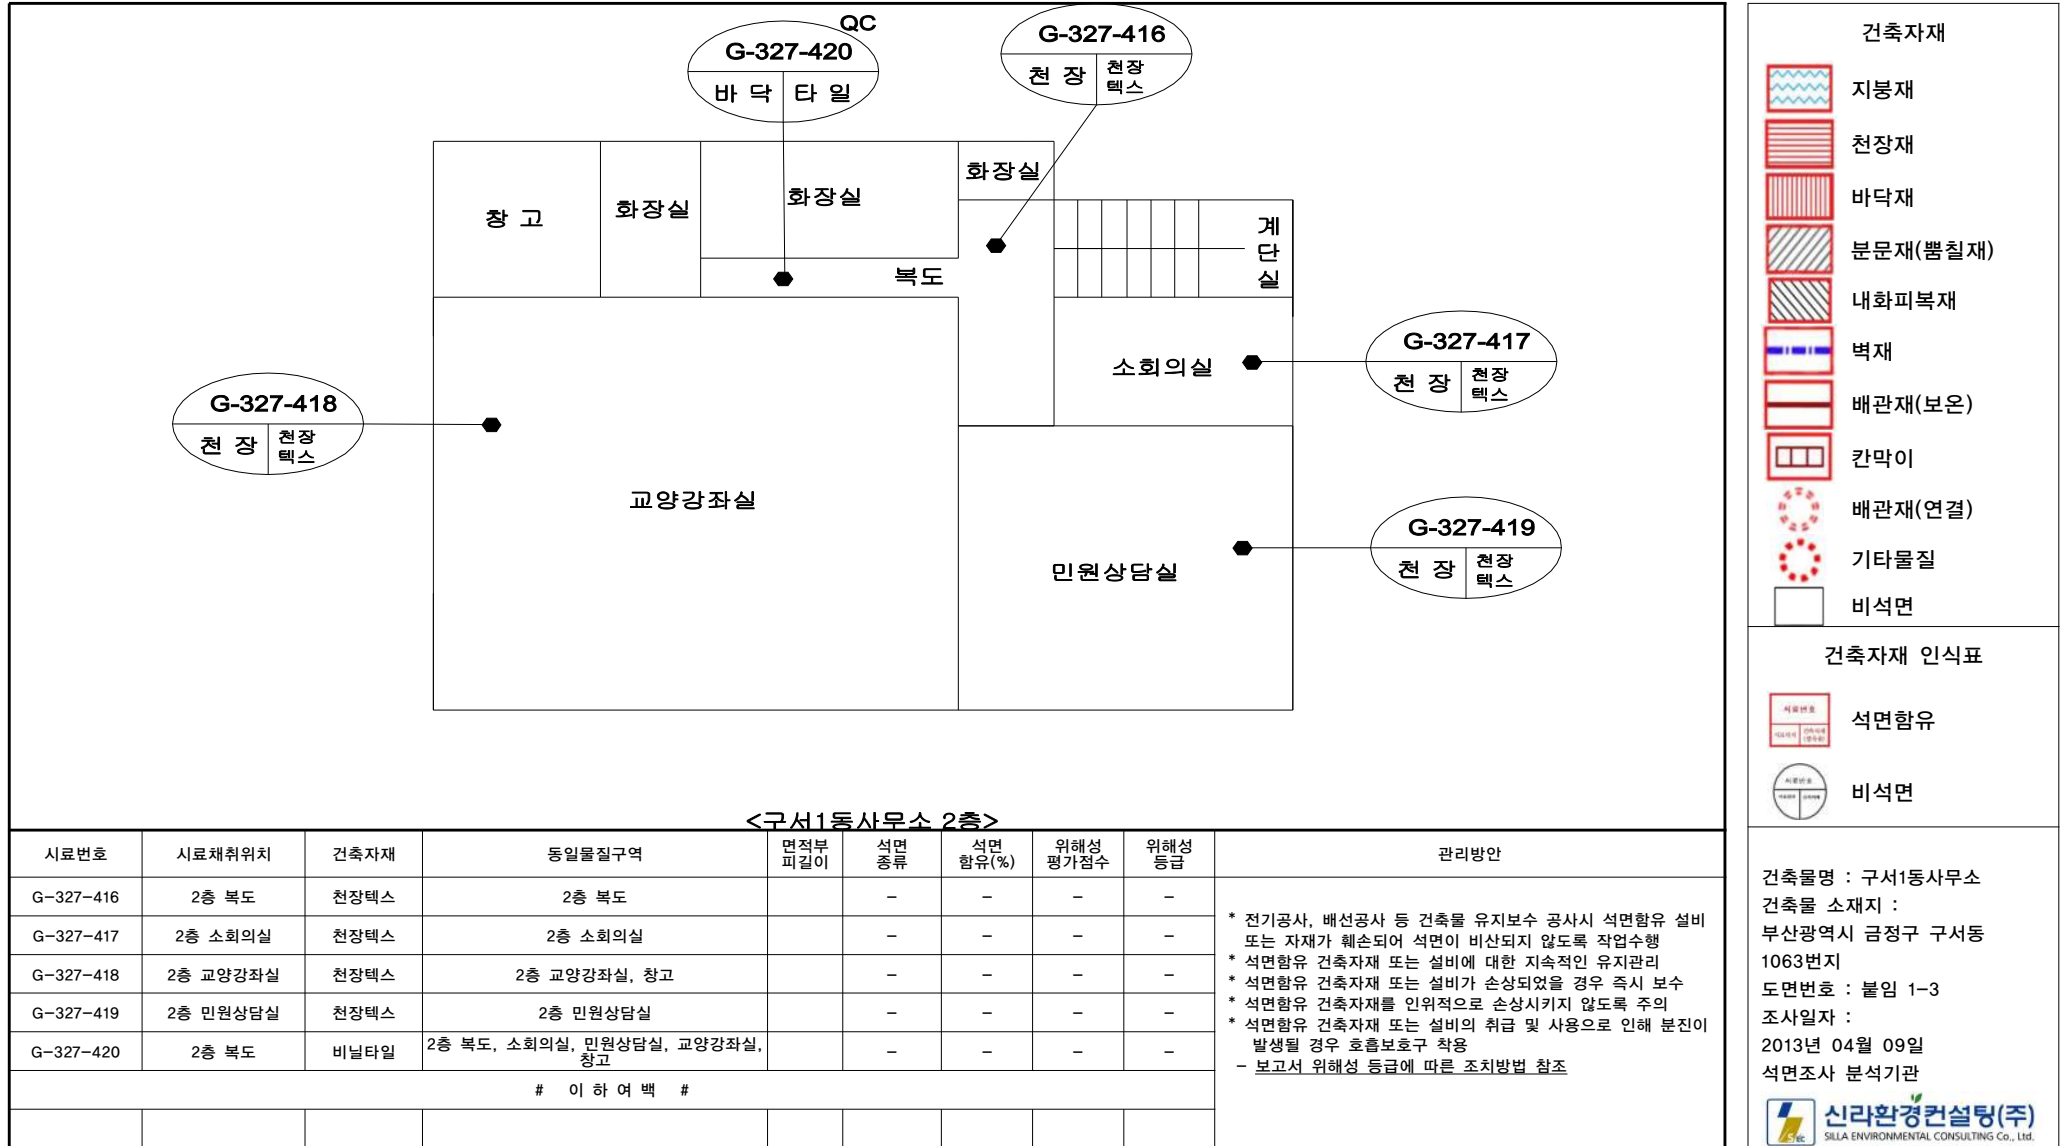 QC
G-327-420
바 닥 타 일
G-327-416
천 장 천장
텍스
화장실
창 고
화장실
화장실
계
단
실
복도
소회의실
G-327-417
천 장 천장
텍스
G-327-418
천 장 천장
텍스
교양강좌실
민원상담실
G-327-419
천 장 천장
텍스
<구서1동사무소 2층>
시료번호 시료채취위치 건축자재 동일물질구역 면적부 피길이 석면 종류 석면 함유(%) 위해성 평가점수 위해성 등급 관리방안
G-327-416 2층 복도 천장텍스 2층 복도 - - - -
G-327-417 2층 소회의실 천장텍스 2층 소회의실 - - - -
G-327-418 2층 교양강좌실 천장텍스 2층 교양강좌실, 창고 - - - -
G-327-419 2층 민원상담실 천장텍스 2층 민원상담실 - - - -
G-327-420 2층 복도 비닐타일 2층 복도, 소회의실, 민원상담실, 교양강좌실, 창고 - - - -
# 이 하 여 백 #
* 전기공사, 배선공사 등 건축물 유지보수 공사시 석면함유 설비
또는 자재가 훼손되어 석면이 비산되지 않도록 작업수행
* 석면함유 건축자재 또는 설비에 대한 지속적인 유지관리
* 석면함유 건축자재 또는 설비가 손상되었을 경우 즉시 보수
* 석면함유 건축자재를 인위적으로 손상시키지 않도록 주의
* 석면함유 건축자재 또는 설비의 취급 및 사용으로 인해 분진이
발생될 경우 호흡보호구 착용
- 보고서 위해성 등급에 따른 조치방법 참조
건축자재
지붕재
천장재
바닥재
분문재(뿜칠재)
내화피복재
벽재
배관재(보온)
칸막이
배관재(연결)
기타물질
비석면
건축자재 인식표
시료번호
석면함유
시료번호
비석면
건축물명 : 구서1동사무소
건축물 소재지 :
부산광역시 금정구 구서동
1063번지
도면번호 : 붙임 1-3
조사일자 :
2013년 04월 09일
석면조사 분석기관
신라환경컨설팅(주)
SILLA ENVIRONMENTAL CONSULTING Co., Ltd.